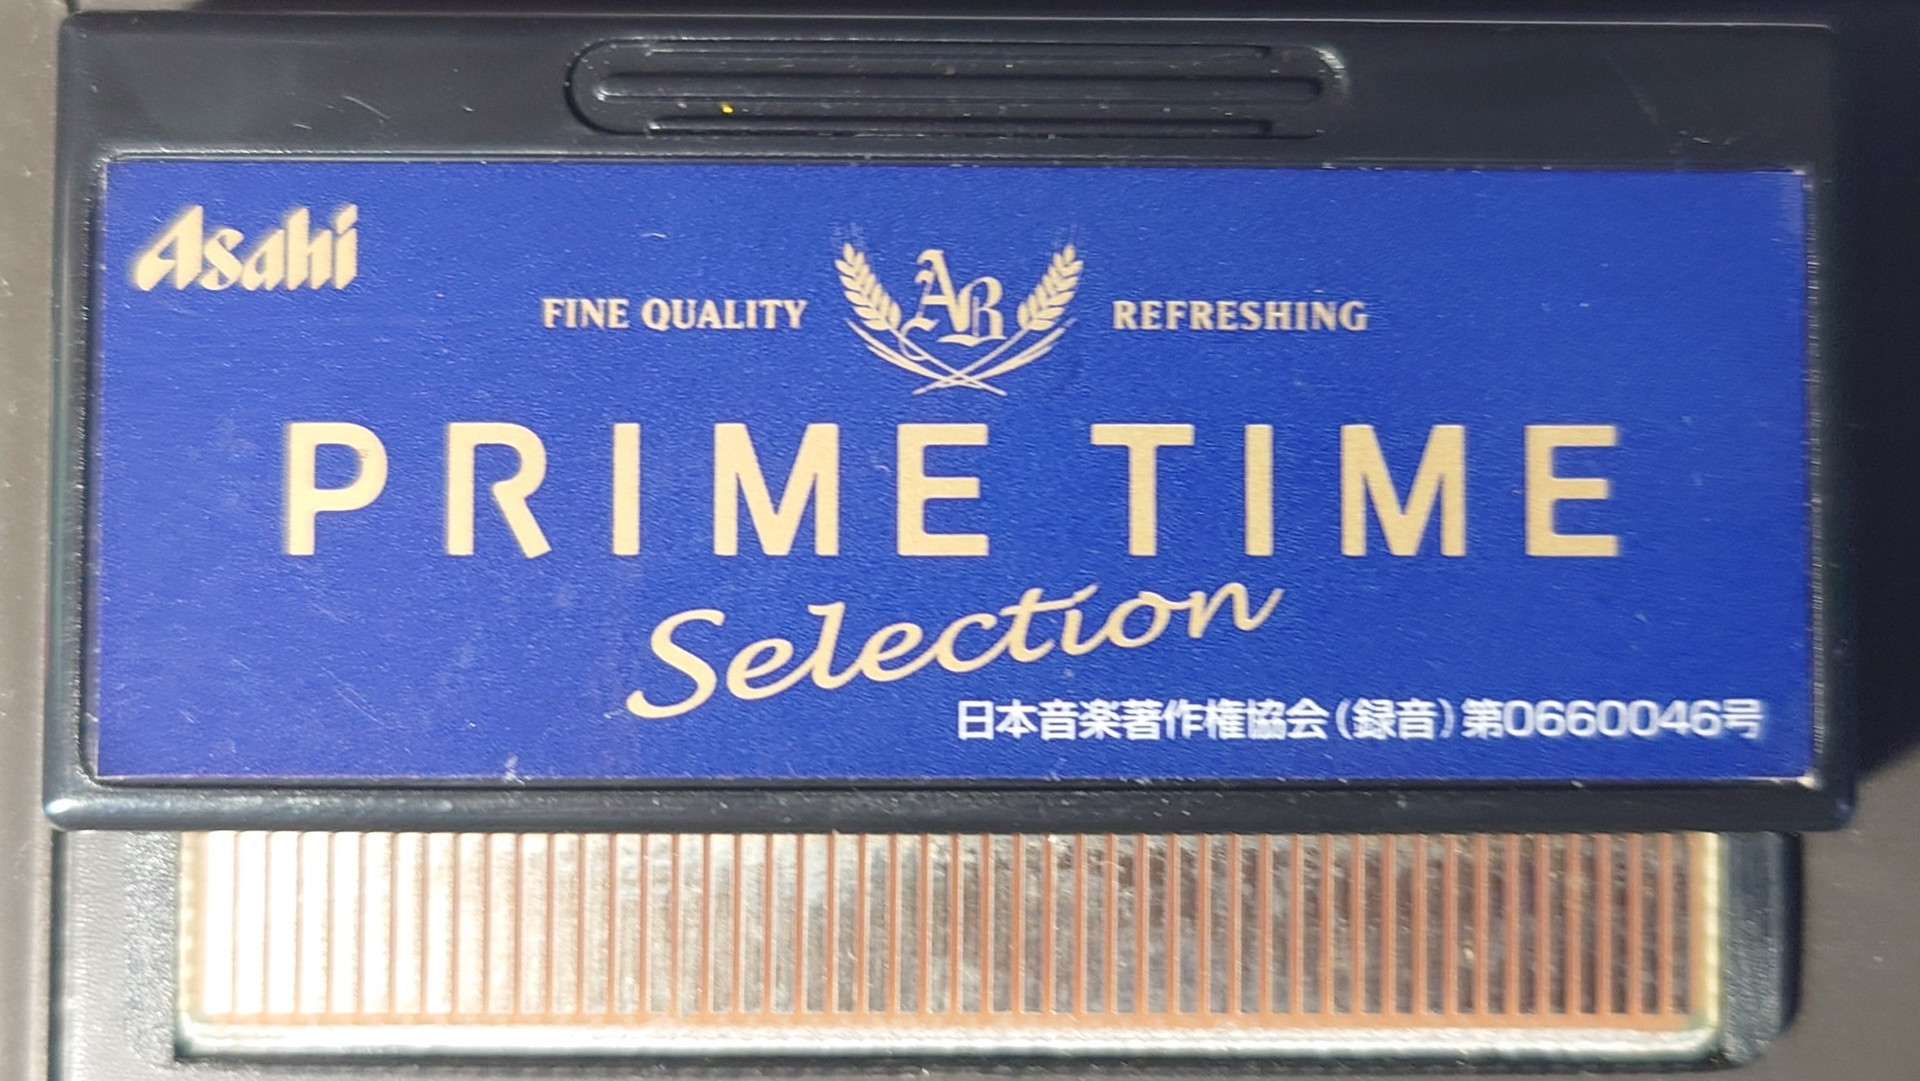 Asahi
FINE QUALITY AB REFRESHING
PRIME TIME
Selection
日本音楽著作権協会(録音)第0660046号